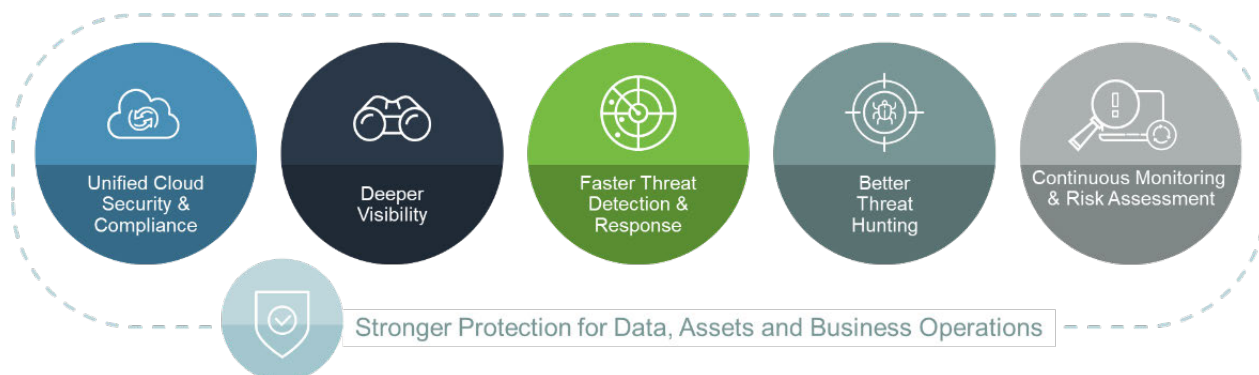 Unified Cloud
Security &
Compliance
Deeper
Visibility
Faster Threat
Detection &
Response
Better
Threat
Hunting
Continuous Monitoring
& Risk Assessment
Stronger Protection for Data, Assets and Business Operations